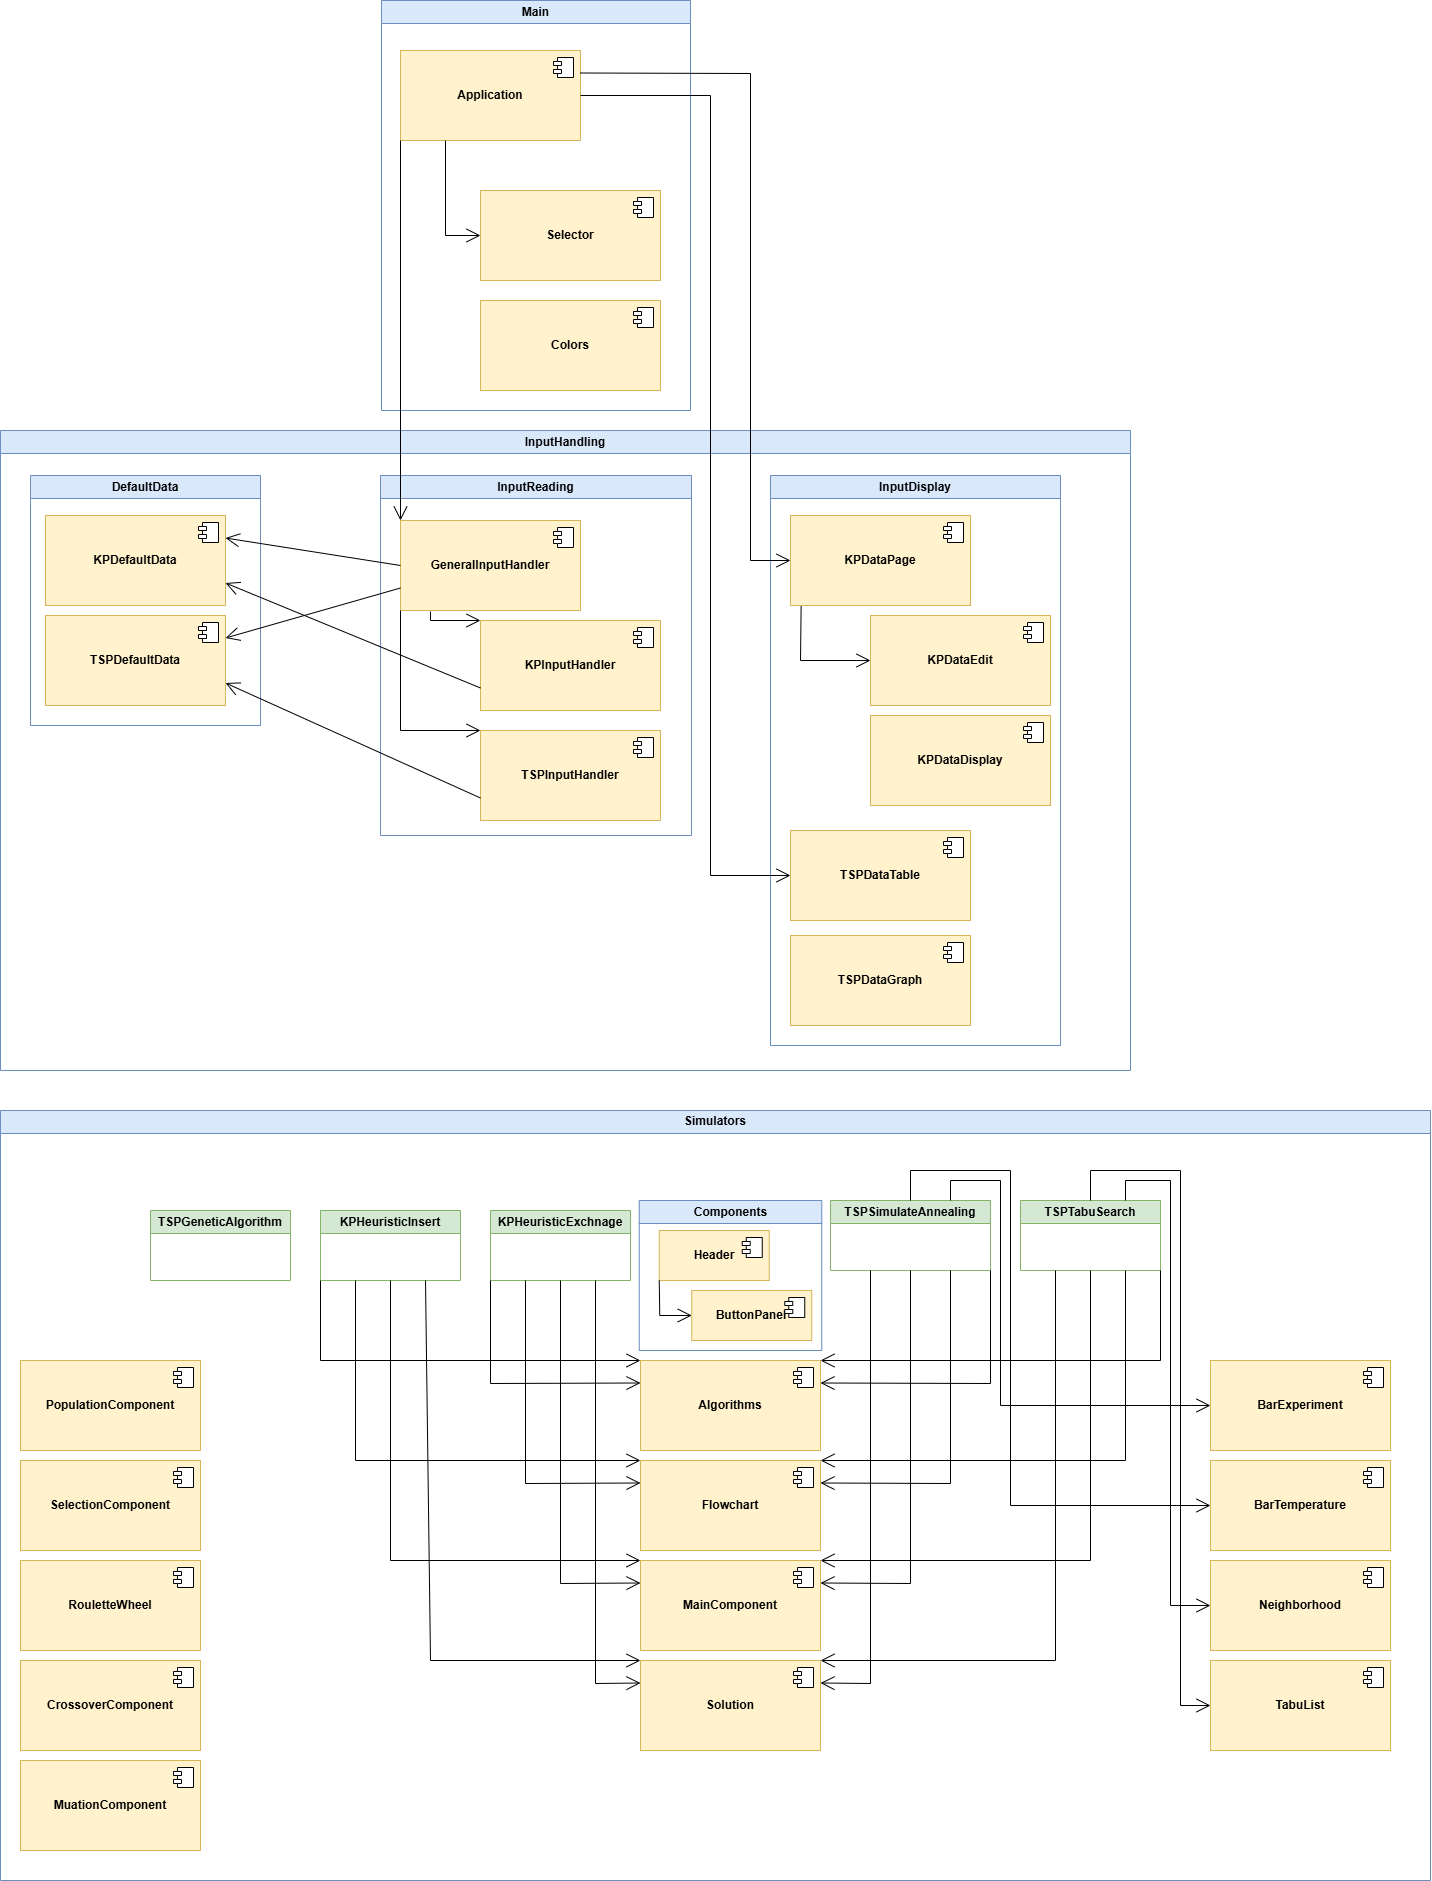 Main
Application
Selector
Colors
InputHandling
DefaultData
InputReading
InputDisplay
KPDefaultData
GeneralInputHandler
KPDataPage
TSPDefaultData
KPInputHandler
KPDataEdit
KPDataDisplay
TSPInputHandler
TSPDataTable
TSPDataGraph
Simulators
TSPGeneticAlgorithm
KPHeuristicInsert
KPHeuristicExchnage
Components
TSPSimulateAnnealing
TSPTabuSearch
Header
ButtonPanel
PopulationComponent
Algorithms
BarExperiment
SelectionComponent
Flowchart
BarTemperature
RouletteWheel
MainComponent
Neighborhood
CrossoverComponent
Solution
TabuList
MuationComponent